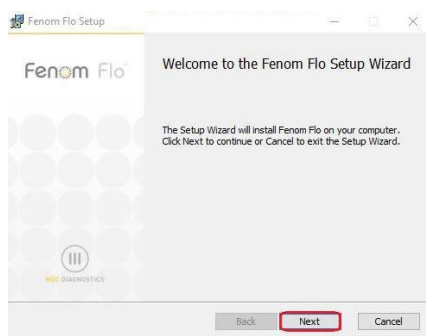 Fenom Flo Setup
Fenom Flo
Welcome to the Fenom Flo Setup Wizard
The Setup Wizard will install Fenom Flo on your computer.
Click Next to continue or Cancel to exit the Setup Wizard.
MGC DIAGNOSTICS
Back Next Cancel